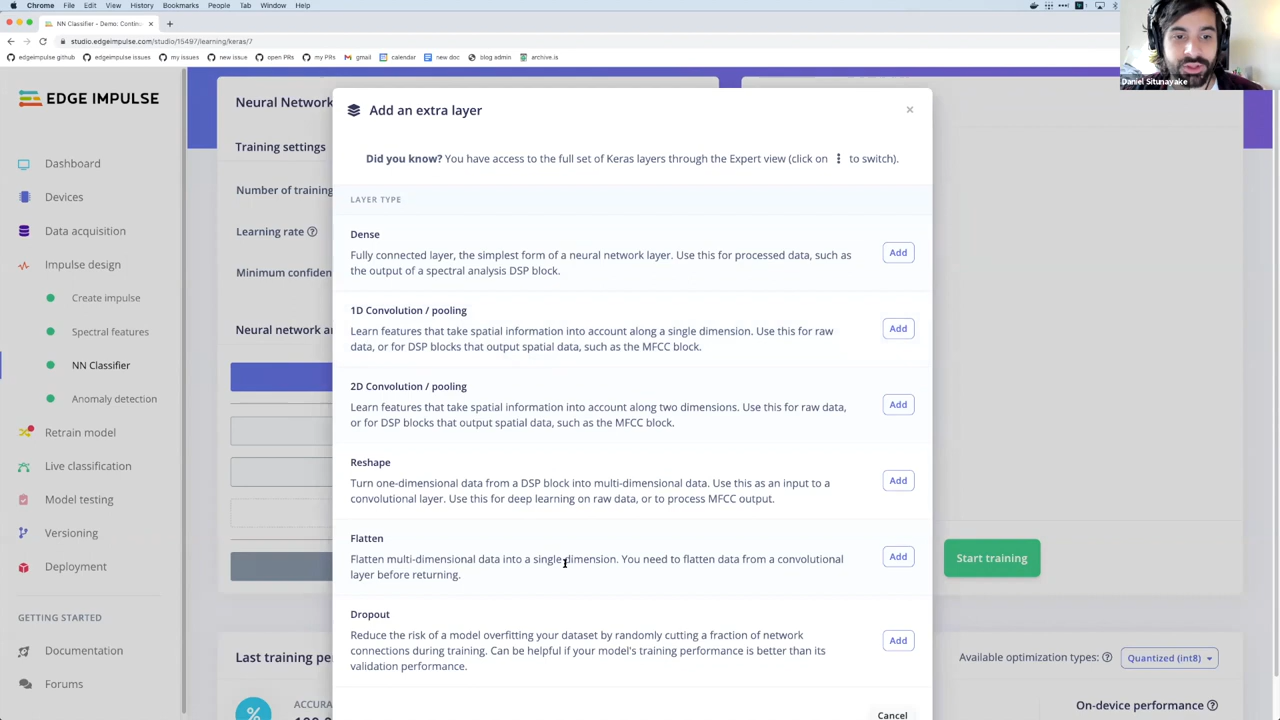 Chrome File Edit View History Bookmarks People Tab Window Help
NN Classifier - Demo: Contin
studio.edgeimpulse.com/studio/15497/learning/keras/7
edgeimpulse github edgeimpulse issues my issues new issue open PRs my PRs gmail calendar new doc blog admin archive.is
Daniel Situnayake
EDGE IMPULSE
Dashboard
Devices
Data acquisition
Impulse design
Create impulse
Spectral features
NN Classifier
Anomaly detection
Retrain model
Live classification
Model testing
Versioning
Deployment
GETTING STARTED
Documentation
Forums
Neural Network
Training settings
Number of training
Learning rate
Minimum confiden
Neural network ar
Last training pe
ACCURA
Add an extra layer
Did you know? You have access to the full set of Keras layers through the Expert view (click on ⋮ to switch).
LAYER TYPE
Dense
Fully connected layer, the simplest form of a neural network layer. Use this for processed data, such as
the output of a spectral analysis DSP block.
Add
1D Convolution / pooling
Learn features that take spatial information into account along a single dimension. Use this for raw
data, or for DSP blocks that output spatial data, such as the MFCC block.
Add
2D Convolution / pooling
Learn features that take spatial information into account along two dimensions. Use this for raw data,
or for DSP blocks that output spatial data, such as the MFCC block.
Add
Reshape
Turn one-dimensional data from a DSP block into multi-dimensional data. Use this as an input to a
convolutional layer. Use this for deep learning on raw data, or to process MFCC output.
Add
Flatten
Flatten multi-dimensional data into a single dimension. You need to flatten data from a convolutional
layer before returning.
Add
Dropout
Reduce the risk of a model overfitting your dataset by randomly cutting a fraction of network
connections during training. Can be helpful if your model's training performance is better than its
validation performance.
Add
Cancel
Start training
Available optimization types: Quantized (int8)
On-device performance